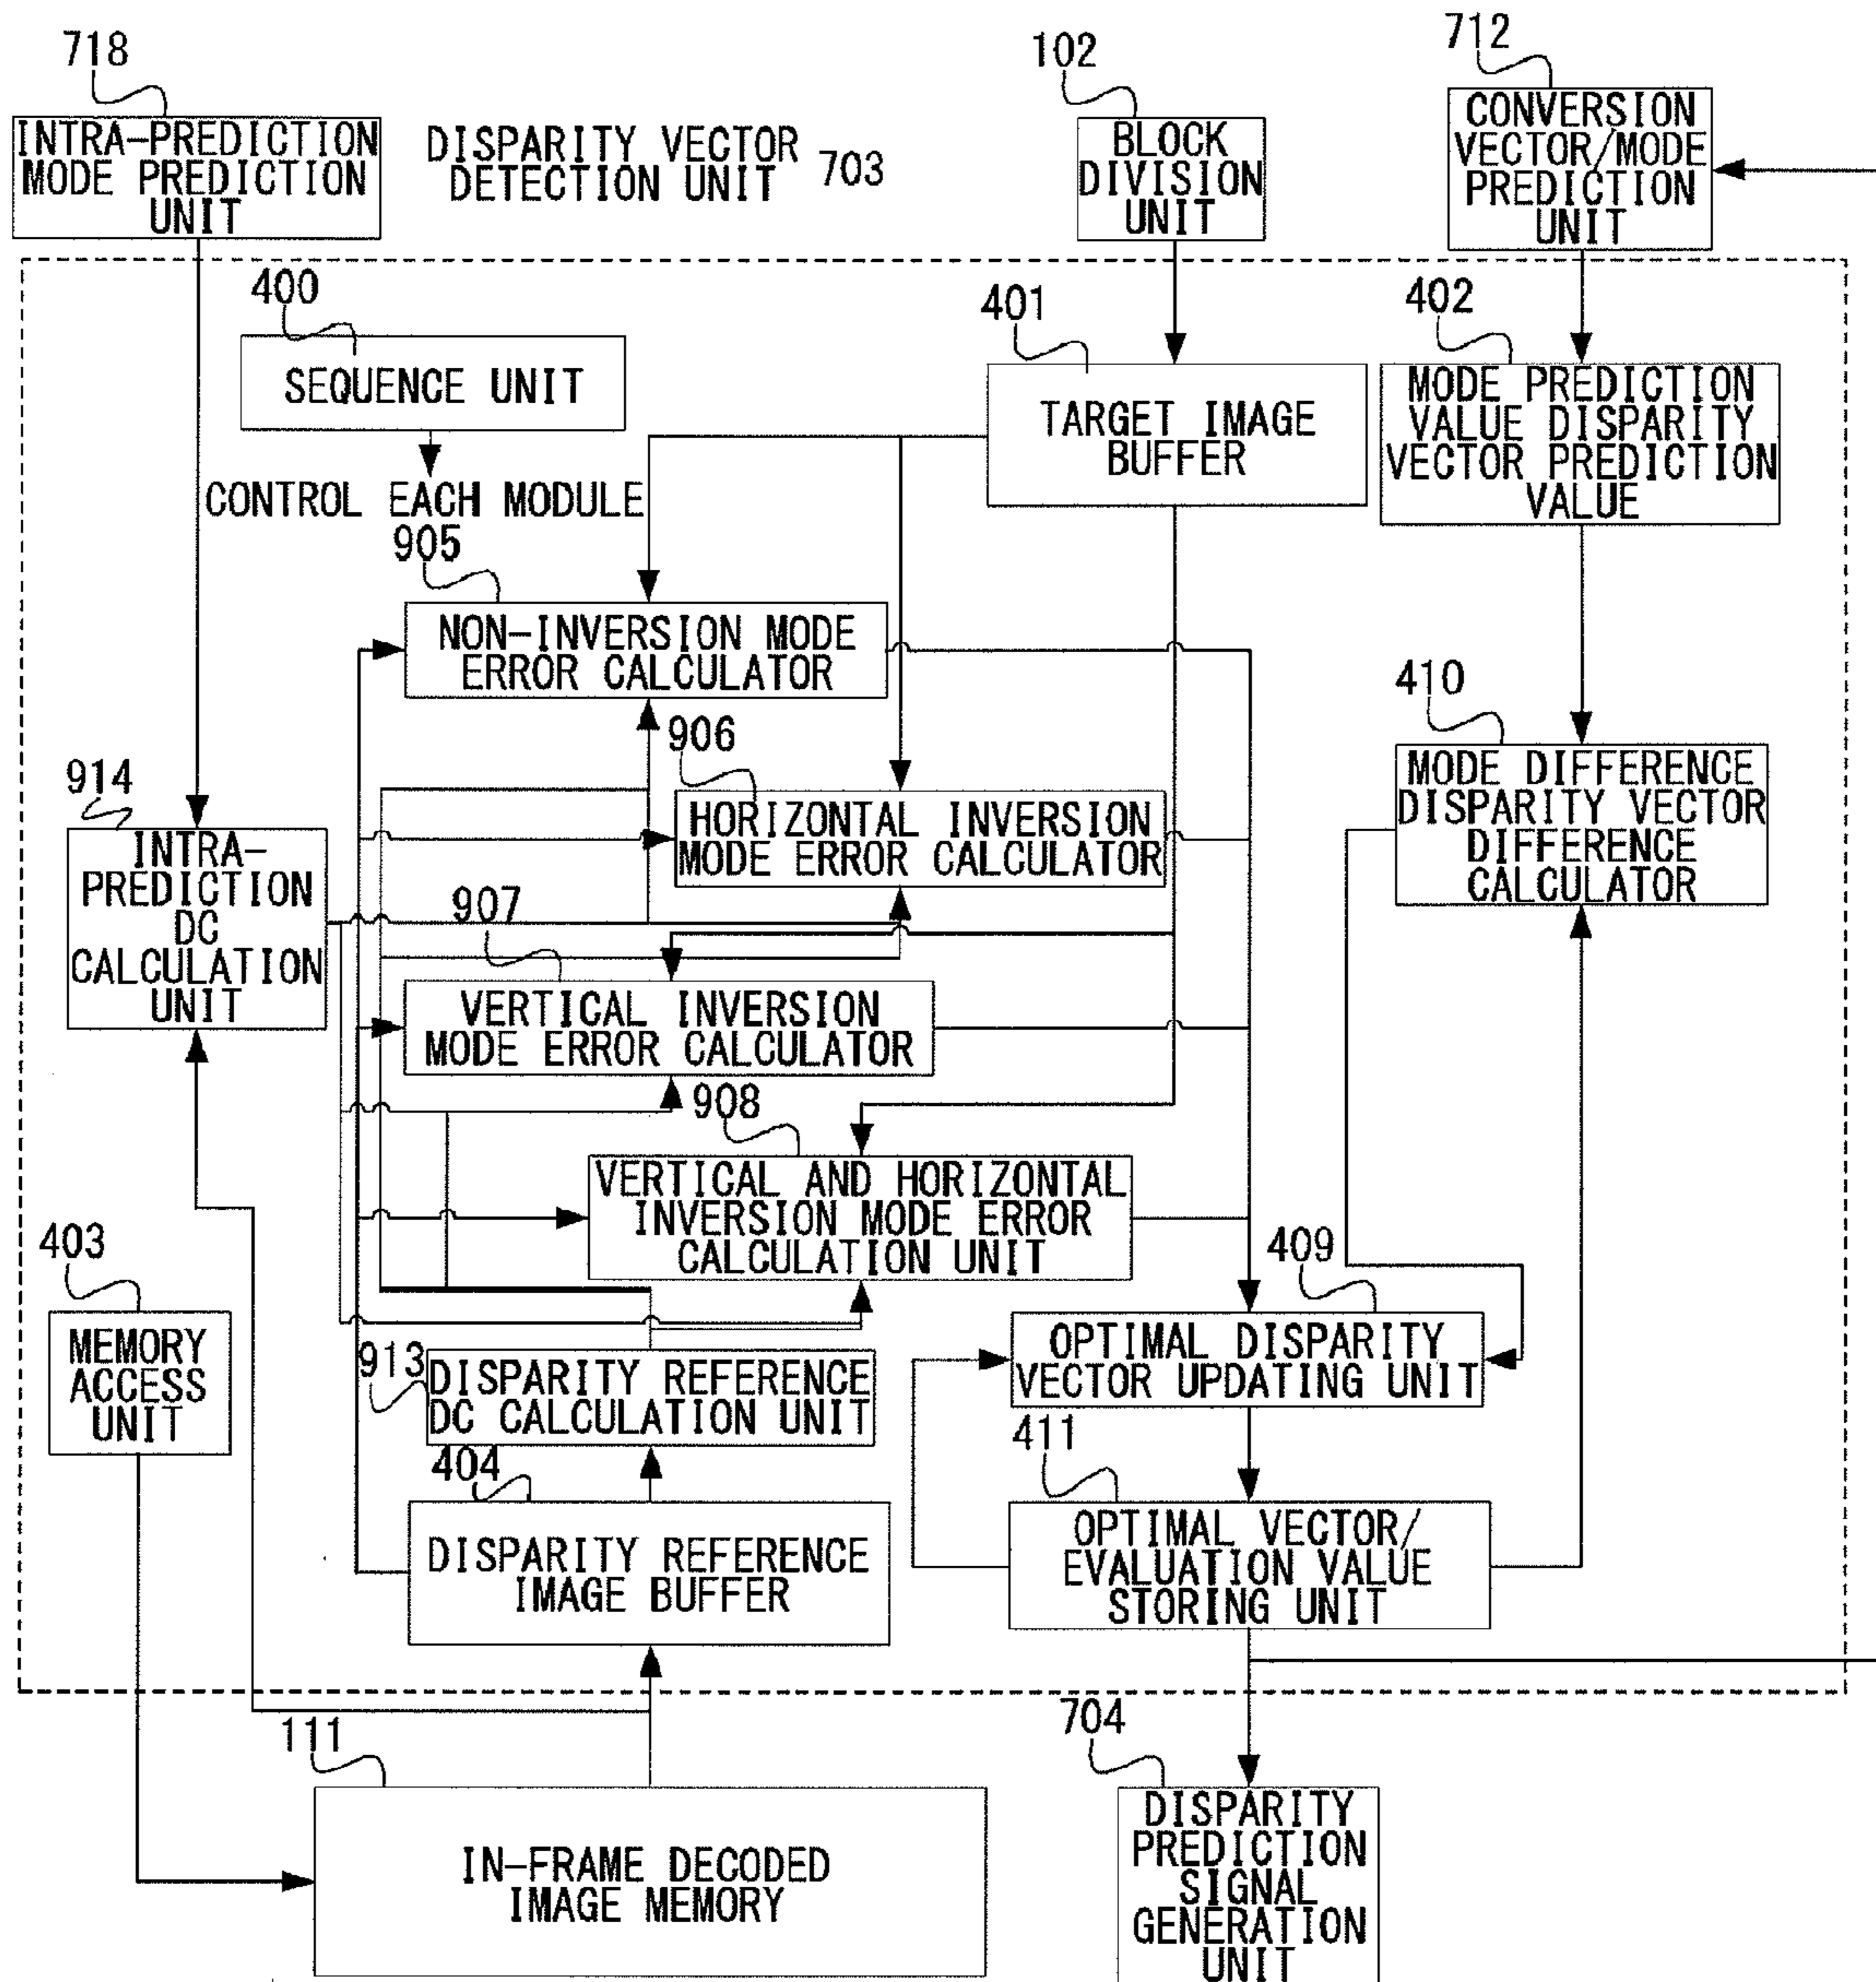 718
102
712
INTRA-PREDICTION
MODE PREDICTION
UNIT
DISPARITY VECTOR
DETECTION UNIT 703
BLOCK
DIVISION
UNIT
CONVERSION
VECTOR/MODE
PREDICTION
UNIT
400
SEQUENCE UNIT
CONTROL EACH MODULE
401
TARGET IMAGE
BUFFER
402
MODE PREDICTION
VALUE DISPARITY
VECTOR PREDICTION
VALUE
905
NON-INVERSION MODE
ERROR CALCULATOR
906
HORIZONTAL INVERSION
MODE ERROR CALCULATOR
410
MODE DIFFERENCE
DISPARITY VECTOR
DIFFERENCE
CALCULATOR
914
INTRA-
PREDICTION
DC
CALCULATION
UNIT
907
VERTICAL INVERSION
MODE ERROR CALCULATOR
908
VERTICAL AND HORIZONTAL
INVERSION MODE ERROR
CALCULATION UNIT
403
MEMORY
ACCESS
UNIT
409
OPTIMAL DISPARITY
VECTOR UPDATING UNIT
913
DISPARITY REFERENCE
DC CALCULATION UNIT
404
DISPARITY REFERENCE
IMAGE BUFFER
411
OPTIMAL VECTOR/
EVALUATION VALUE
STORING UNIT
111
IN-FRAME DECODED
IMAGE MEMORY
704
DISPARITY
PREDICTION
SIGNAL
GENERATION
UNIT